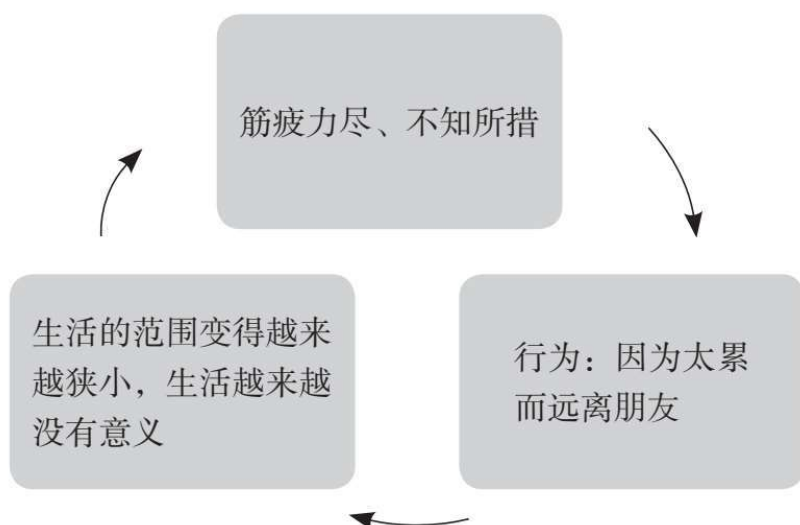 筋疲力尽、不知所措
行为：因为太累
而远离朋友
生活的范围变得越来
越狭小，生活越来越
没有意义